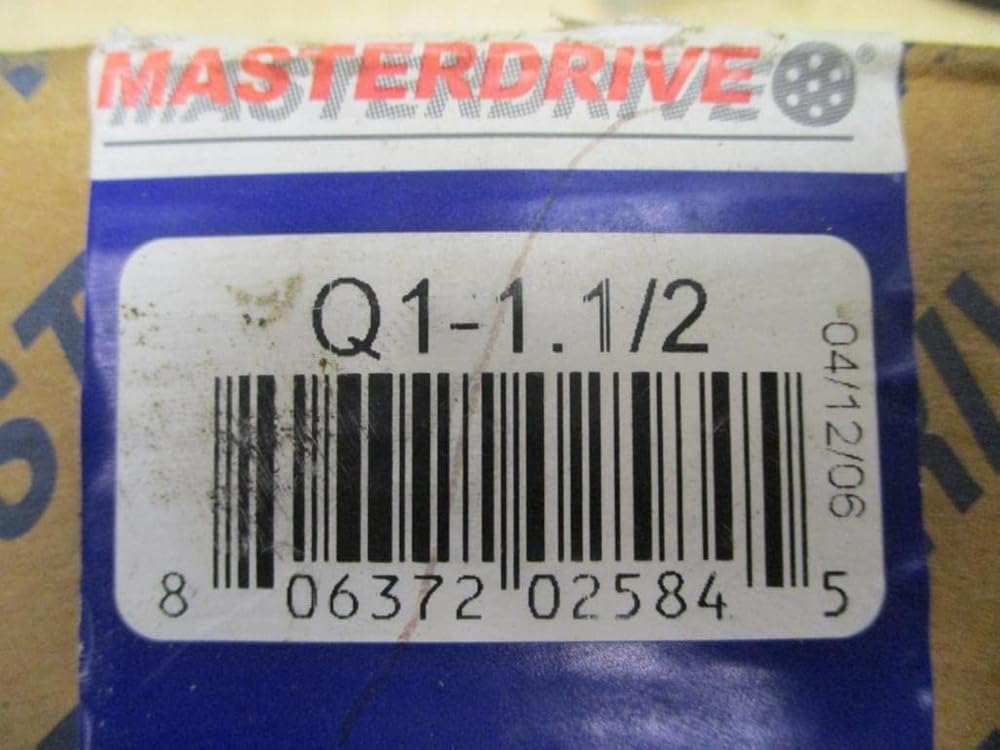 MASTERDRIVE ®
Q1-1.1/2
04/12/06
8 06372 02584 5